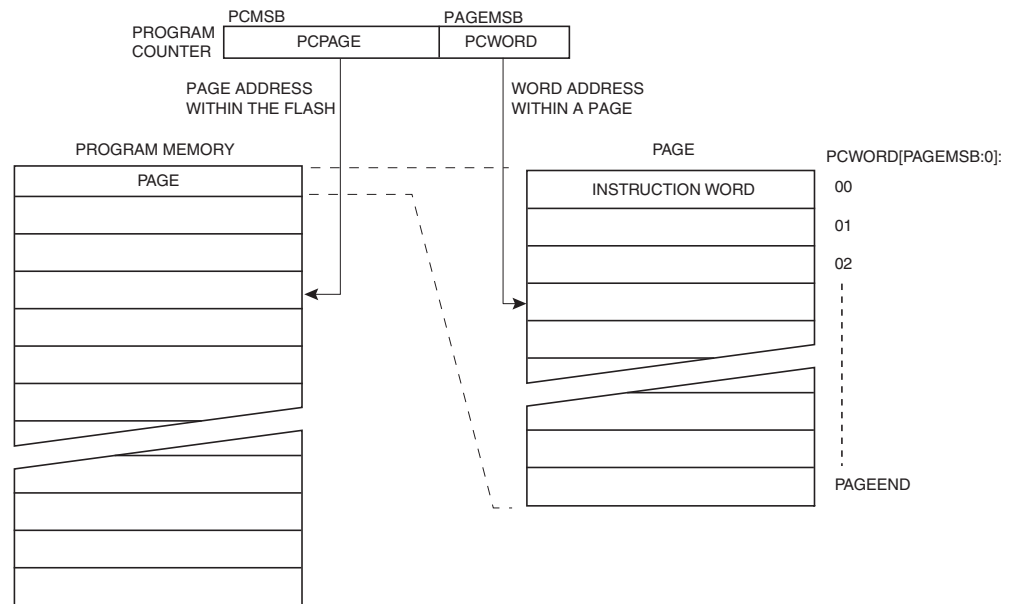 PCMSB
PAGEMSB
PROGRAM
COUNTER
PCPAGE
PCWORD
PAGE ADDRESS
WITHIN THE FLASH
WORD ADDRESS
WITHIN A PAGE
PROGRAM MEMORY
PAGE
PAGE
PCWORD[PAGEMSB:0]:
INSTRUCTION WORD
00
01
02
PAGEEND